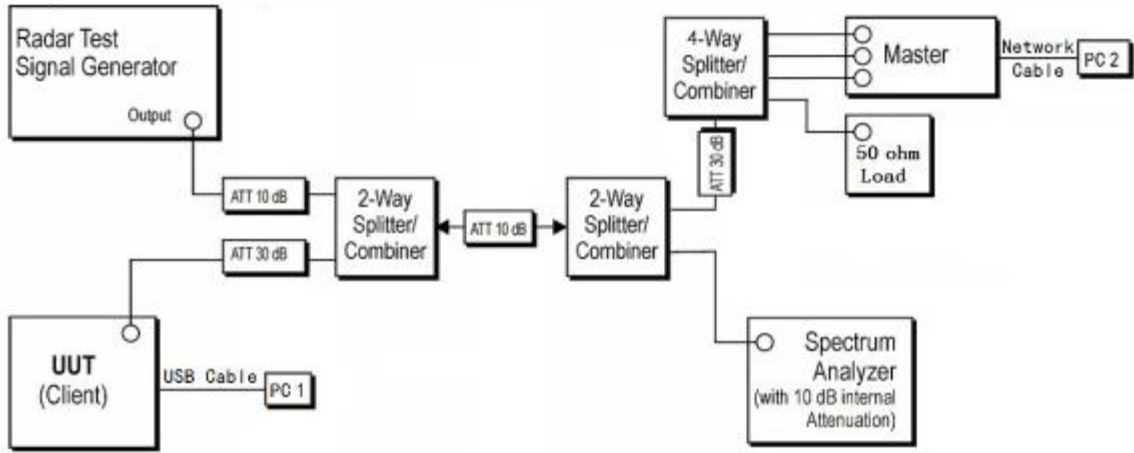 Radar Test
Signal Generator
Output
ATT 10 dB
ATT 30 dB
2-Way
Splitter/
Combiner
ATT 10 dB
2-Way
Splitter/
Combiner
ATT 30 dB
4-Way
Splitter/
Combiner
Master
Network
Cable
PC 2
50 ohm
Load
UUT
(Client)
USB Cable
PC 1
Spectrum
Analyzer
(with 10 dB internal
Attenuation)